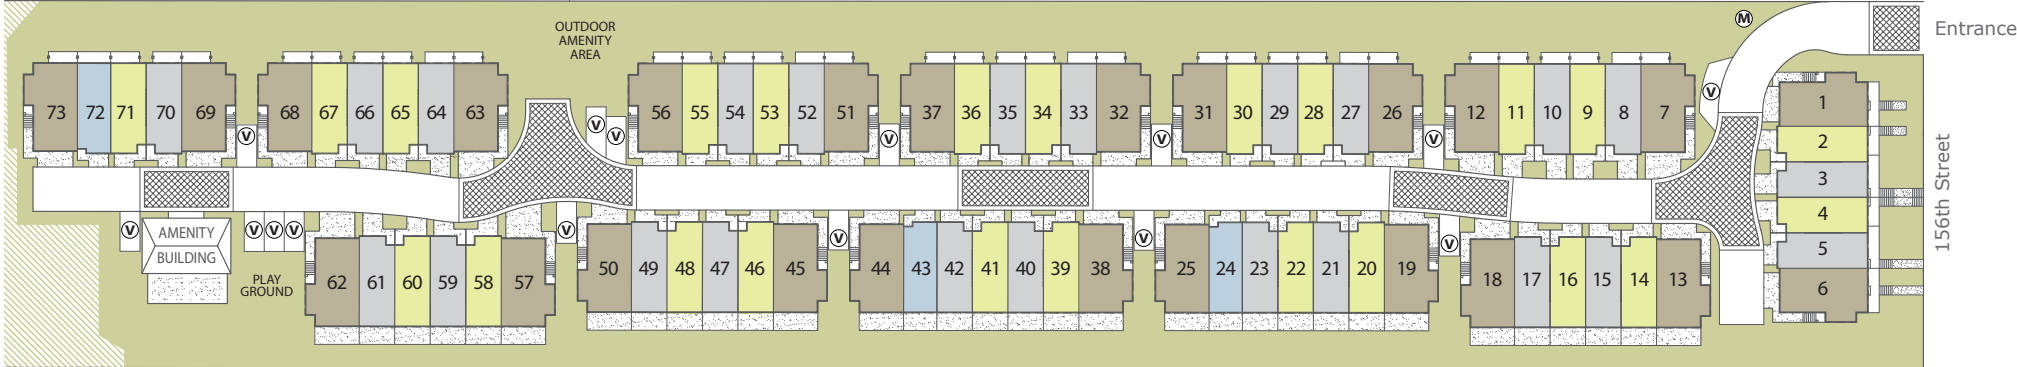 OUTDOOR
AMENITY
AREA
M
Entrance
73 72 71 70 69
68 67 66 65 64 63
56 55 54 53 52 51
37 36 35 34 33 32
31 30 29 28 27 26
12 11 10 9 8 7
V
V
V
V
V
V
V
1
2
3
4
5
6
156th Street
V
AMENITY
BUILDING
V V V
PLAY
GROUND
62 61 60 59 58 57
V
50 49 48 47 46 45
V
44 43 42 41 40 39 38
V
25 24 23 22 21 20 19
V
18 17 16 15 14 13